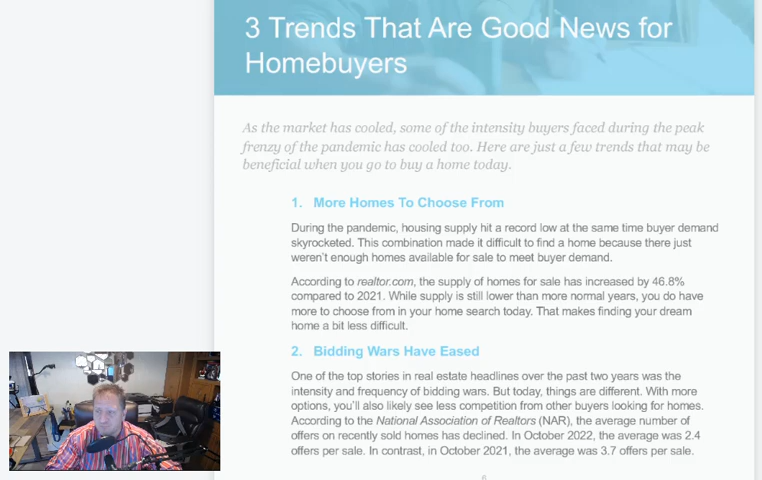 3 Trends That Are Good News for
Homebuyers
As the market has cooled, some of the intensity buyers faced during the peak
frenzy of the pandemic has cooled too. Here are just a few trends that may be
beneficial when you go to buy a home today.
1. More Homes To Choose From
During the pandemic, housing supply hit a record low at the same time buyer demand
skyrocketed. This combination made it difficult to find a home because there just
weren't enough homes available for sale to meet buyer demand.
According to realtor.com, the supply of homes for sale has increased by 46.8%
compared to 2021. While supply is still lower than more normal years, you do have
more to choose from in your home search today. That makes finding your dream
home a bit less difficult.
2. Bidding Wars Have Eased
One of the top stories in real estate headlines over the past two years was the
intensity and frequency of bidding wars. But today, things are different. With more
options, you'll also likely see less competition from other buyers looking for homes.
According to the National Association of Realtors (NAR), the average number of
offers on recently sold homes has declined. In October 2022, the average was 2.4
offers per sale. In contrast, in October 2021, the average was 3.7 offers per sale.
6